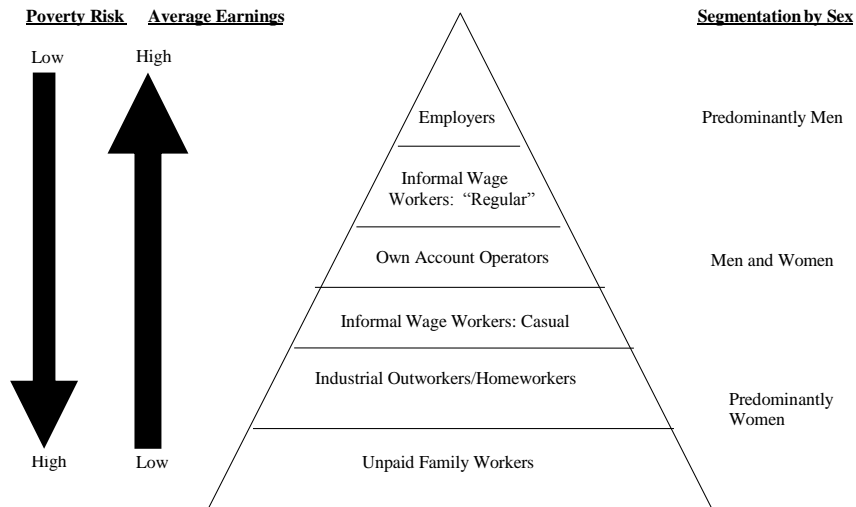 Poverty Risk Average Earnings Segmentation by Sex
Low High
Employers Predominantly Men
Informal Wage
Workers: “Regular”
Own Account Operators Men and Women
Informal Wage Workers: Casual
Industrial Outworkers/Homeworkers
Predominantly
Women
High Low Unpaid Family Workers